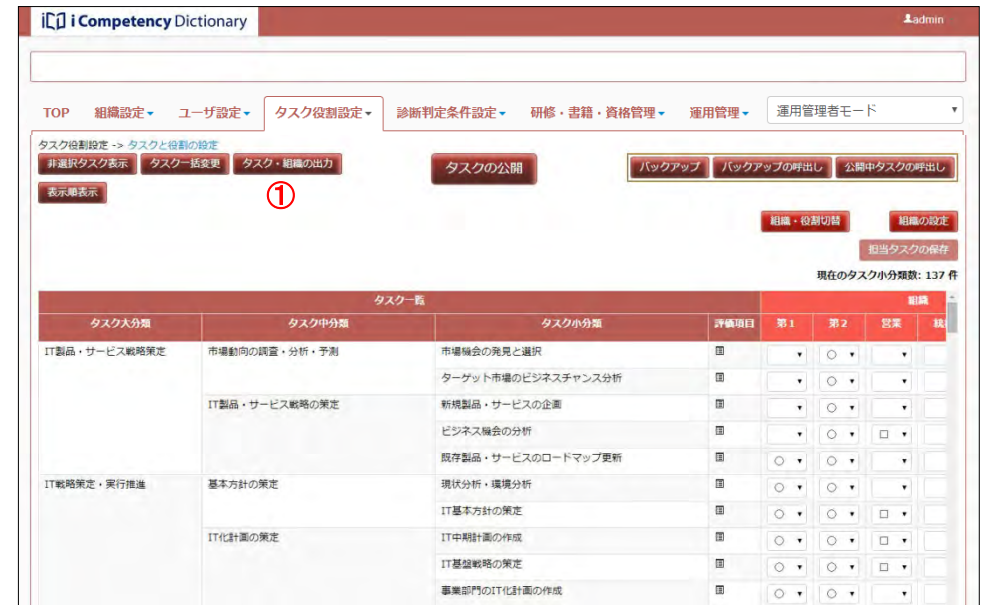 i Competency Dictionary
admin
TOP 組織設定 ユーザ設定 タスク役割設定 診断判定条件設定 研修・書籍・資格管理 運用管理 運用管理者モード
タスク役割設定 -> タスクと役割の設定
非選択タスク表示 タスク一括変更 タスク・組織の出力 タスクの公開 バックアップ バックアップの呼出し 公開中タスクの呼出し
表示順表示
①
組織・役割切替 組織の設定
担当タスクの保存
現在のタスク小分類数: 137 件
タスク一覧 組織
タスク大分類 タスク中分類 タスク小分類 評価項目 第1 第2 営業
IT製品・サービス戦略策定 市場動向の調査・分析・予測 市場機会の発見と選択 ○
ターゲット市場のビジネスチャンス分析 ○
IT製品・サービス戦略の策定 新規製品・サービスの企画 ○
ビジネス機会の分析 ○ □
既存製品・サービスのロードマップ更新 ○ ○
IT戦略策定・実行推進 基本方針の策定 現状分析・環境分析 ○ ○
IT基本方針の策定 ○ ○ □
IT化計画の策定 IT中期計画の作成 ○ ○ □
IT基盤戦略の策定 ○ ○ □
事業部門のIT化計画の作成 ○ ○